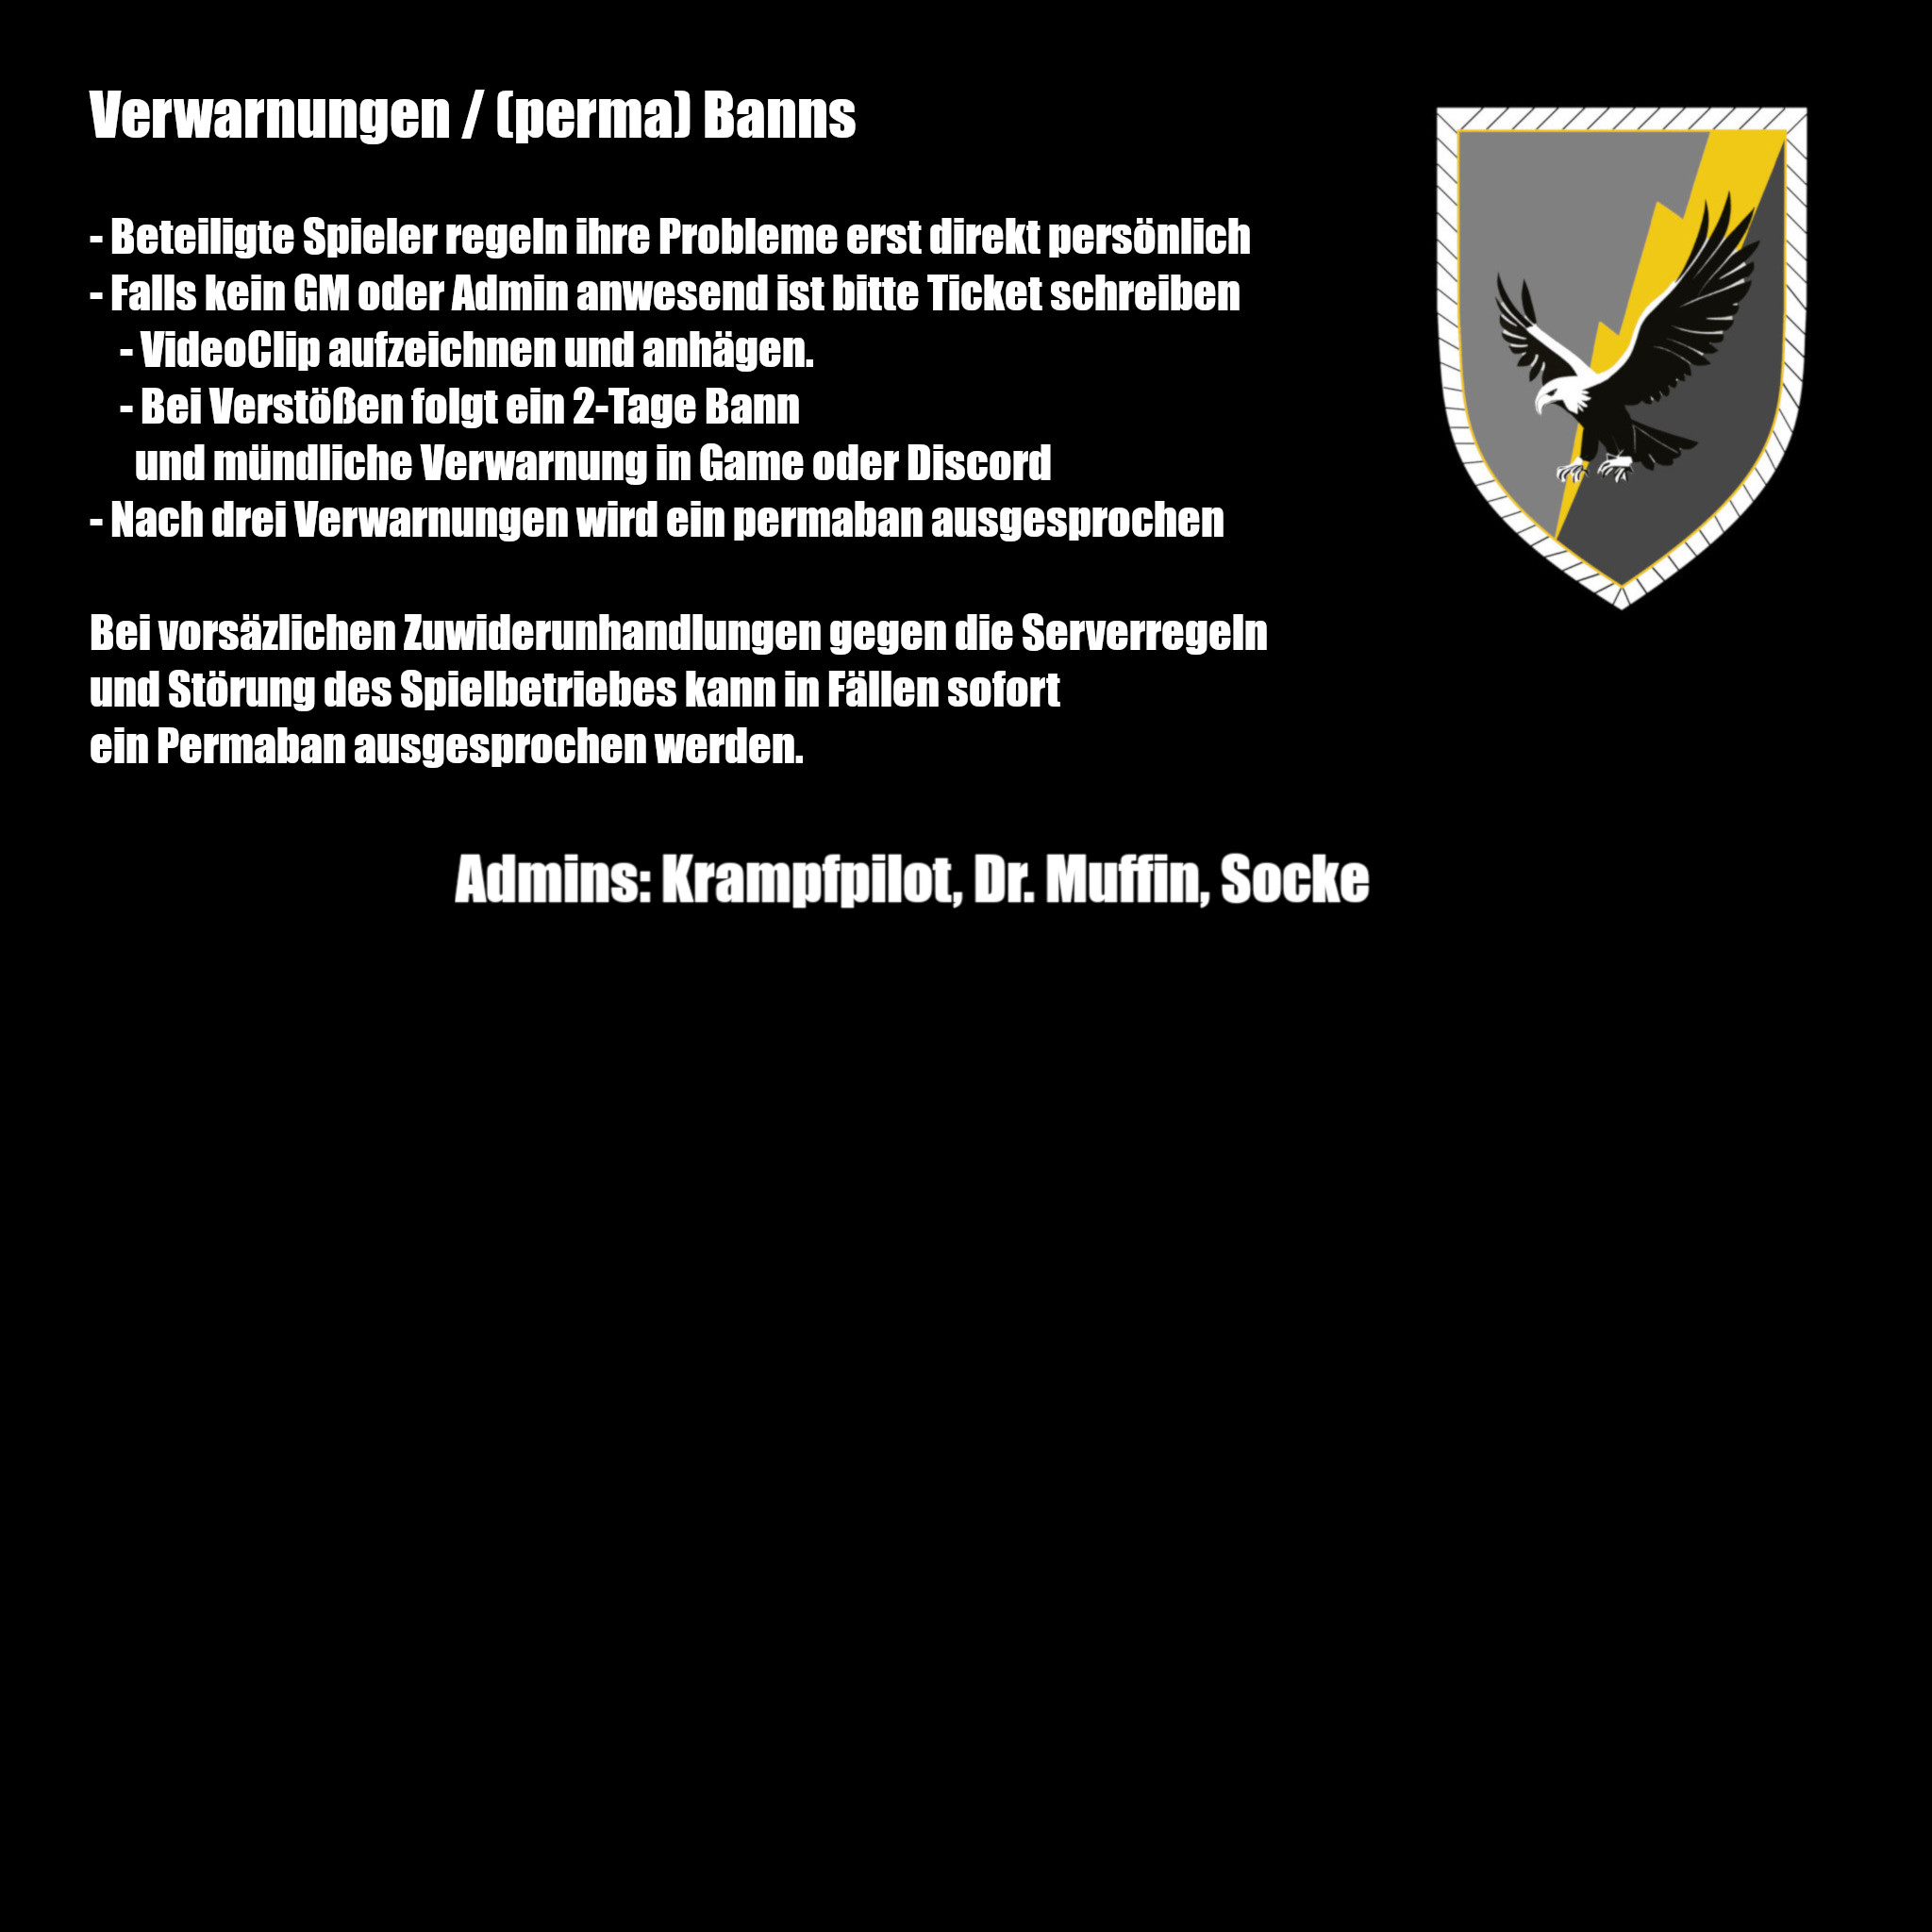 Verwarnungen / (perma) Banns
- Beteiligte Spieler regeln ihre Probleme erst direkt persönlich
- Falls kein GM oder Admin anwesend ist bitte Ticket schreiben
- VideoClip aufzeichnen und anhägen.
- Bei Verstößen folgt ein 2-Tage Bann
und mündliche Verwarnung in Game oder Discord
- Nach drei Verwarnungen wird ein permaban ausgesprochen
Bei vorsäzlichen Zuwiderunhandlungen gegen die Serverregeln
und Störung des Spielbetriebes kann in Fällen sofort
ein Permaban ausgesprochen werden.
Admins: Krampfpilot, Dr. Muffin, Socke